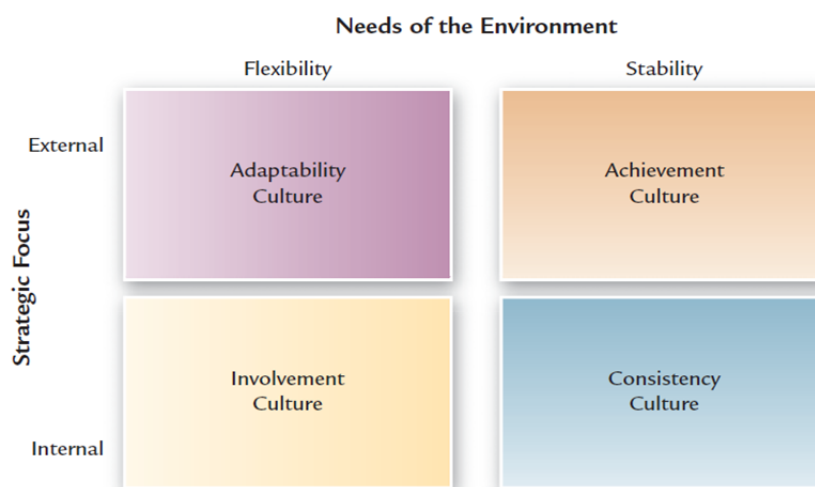 Needs of the Environment
Flexibility
Stability
External
Adaptability
Culture
Achievement
Culture
Strategic Focus
Involvement
Culture
Consistency
Culture
Internal